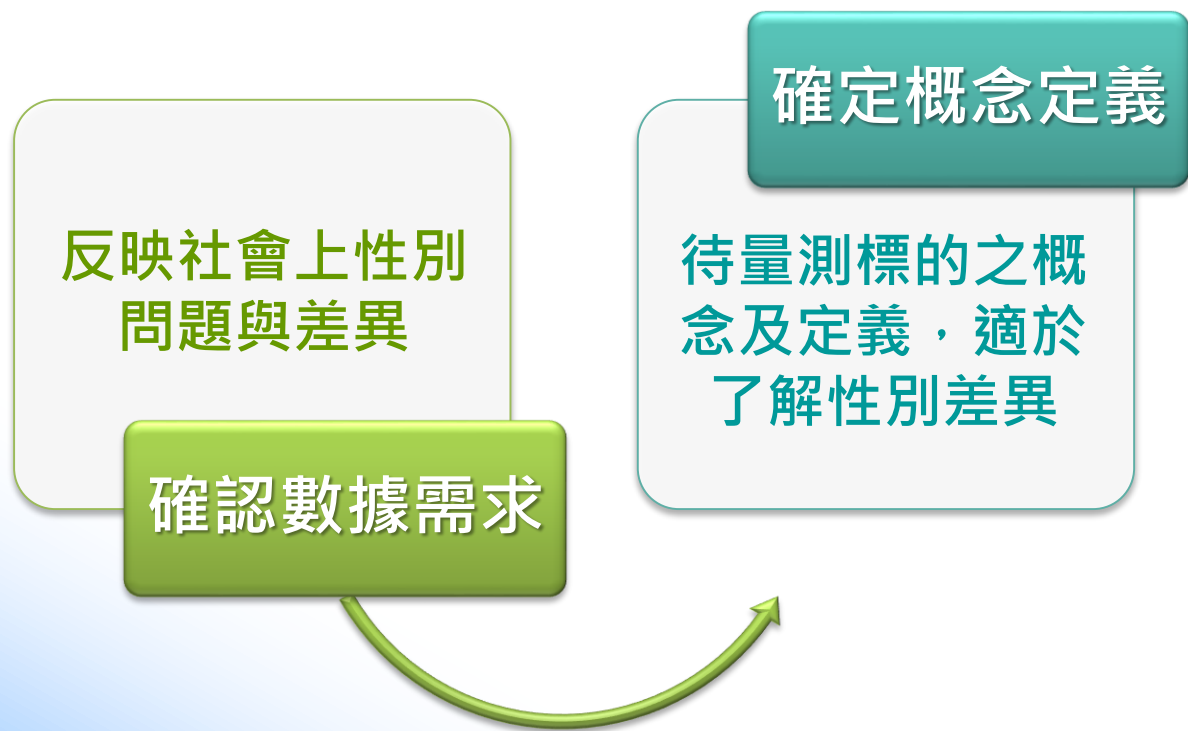 反映社會上性別
問題與差異
確認數據需求
確定概念定義
待量測標的之概
念及定義，適於
了解性別差異